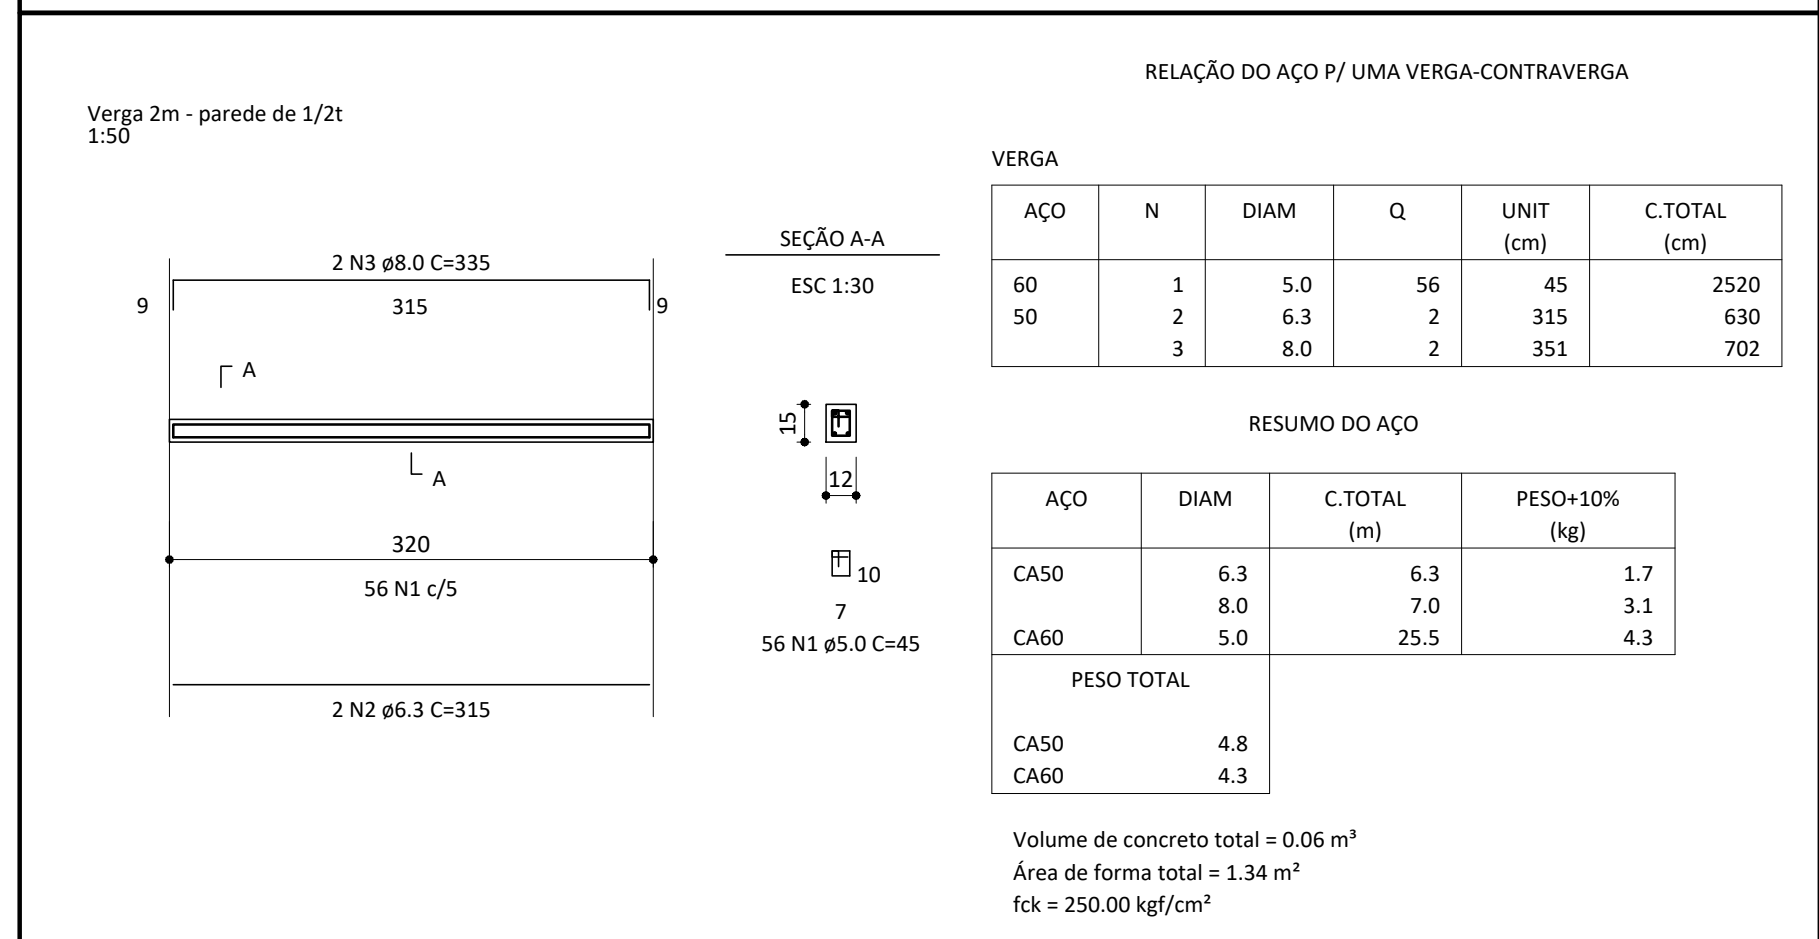 RELAÇÃO DO AÇO P/ UMA VERGA-CONTRAVERGA
Verga 2m - parede de 1/2t
1:50
2 N3 ø8.0 C=335
9 315 9
A
A
320
56 N1 c/5
2 N2 ø6.3 C=315
SEÇÃO A-A
ESC 1:30
15
12
10
7
56 N1 ø5.0 C=45
VERGA
AÇO N DIAM Q UNIT C.TOTAL
(cm) (cm)
60 1 5.0 56 45 2520
50 2 6.3 2 315 630
3 8.0 2 351 702
RESUMO DO AÇO
AÇO DIAM C.TOTAL PESO+10%
(m) (kg)
CA50 6.3 6.3 1.7
8.0 7.0 3.1
CA60 5.0 25.5 4.3
PESO TOTAL
CA50 4.8
CA60 4.3
Volume de concreto total = 0.06 m³
Área de forma total = 1.34 m²
fck = 250.00 kgf/cm²